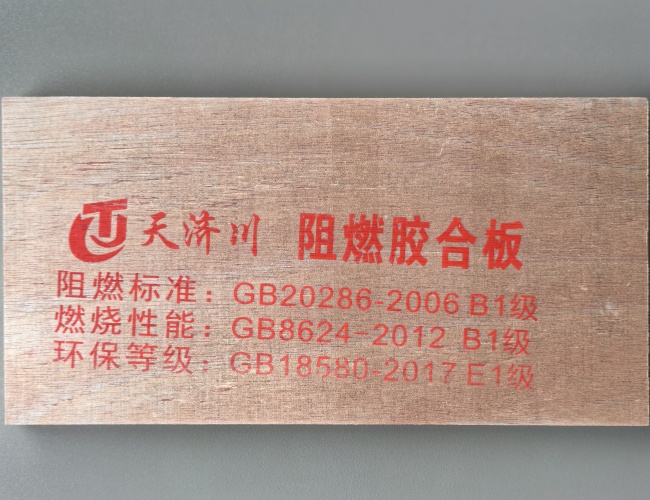 天济川 阻燃胶合板
阻燃标准：GB20286-2006 B1级
燃烧性能：GB8624-2012 B1级
环保等级：GB18580-2017 E1级